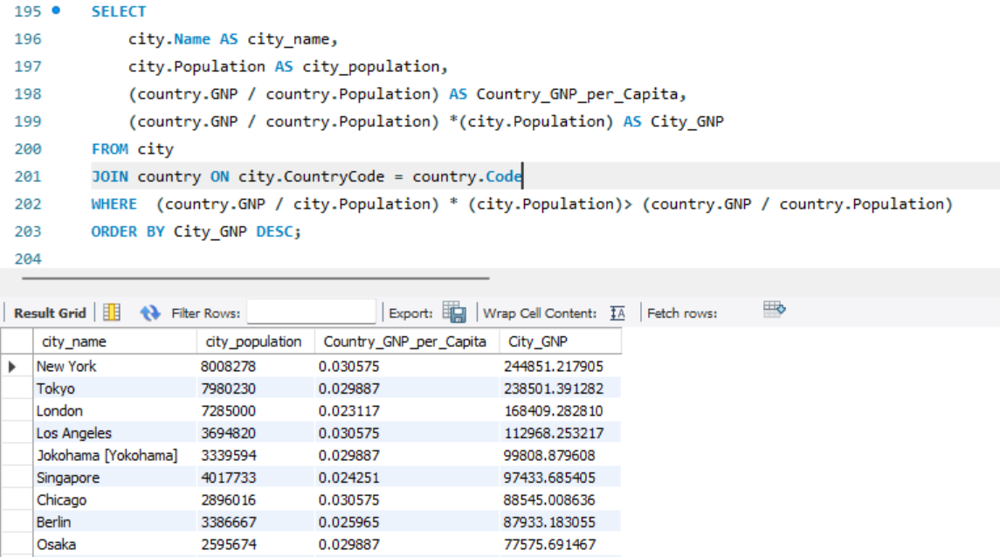 195 SELECT
196 city.Name AS city_name,
197 city.Population AS city_population,
198 (country.GNP / country.Population) AS Country_GNP_per_Capita,
199 (country.GNP / country.Population) *(city.Population) AS City_GNP
200 FROM city
201 JOIN country ON city.CountryCode = country.Code
202 WHERE (country.GNP / city.Population) * (city.Population)> (country.GNP / country.Population)
203 ORDER BY City_GNP DESC;
204
Result Grid Filter Rows: Export: Wrap Cell Content: IA Fetch rows:
city_name city_population Country_GNP_per_Capita City_GNP
New York 8008278 0.030575 244851.217905
Tokyo 7980230 0.029887 238501.391282
London 7285000 0.023117 168409.282810
Los Angeles 3694820 0.030575 112968.253217
Jokohama [Yokohama] 3339594 0.029887 99808.879608
Singapore 4017733 0.024251 97433.685405
Chicago 2896016 0.030575 88545.008636
Berlin 3386667 0.025965 87933.183055
Osaka 2595674 0.029887 77575.691467